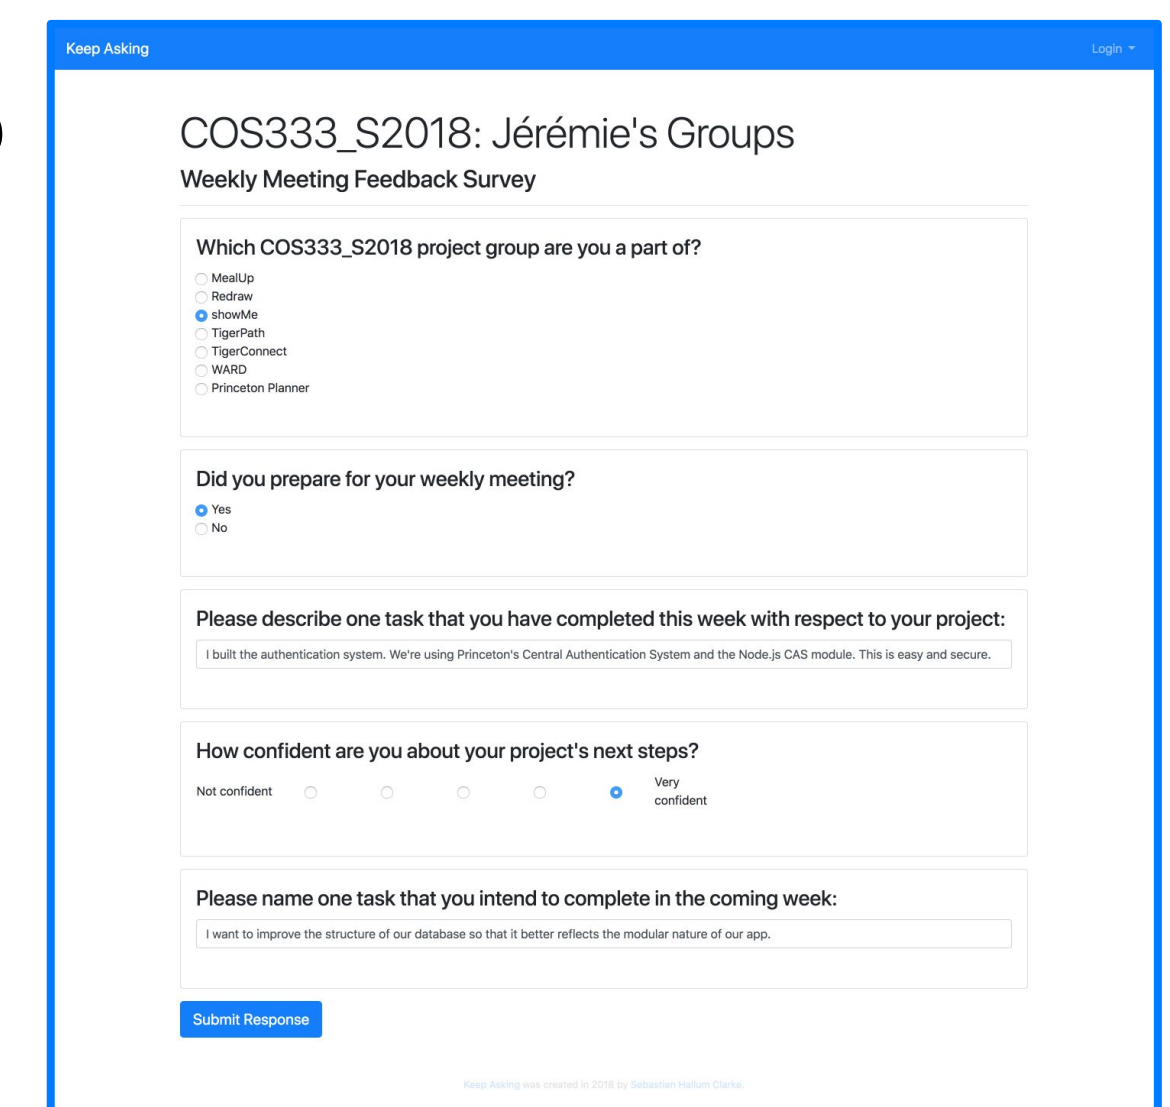 Keep Asking
Login
COS333_S2018: Jérémie's Groups
Weekly Meeting Feedback Survey
Which COS333_S2018 project group are you a part of?
MealUp
Redraw
showMe
TigerPath
TigerConnect
WARD
Princeton Planner
Did you prepare for your weekly meeting?
Yes
No
Please describe one task that you have completed this week with respect to your project:
I built the authentication system. We're using Princeton's Central Authentication System and the Node.js CAS module. This is easy and secure.
How confident are you about your project's next steps?
Not confident
Very
confident
Please name one task that you intend to complete in the coming week:
I want to improve the structure of our database so that it better reflects the modular nature of our app.
Submit Response
Keep Asking was created in 2018 by Sebastian Hallum Clarke.